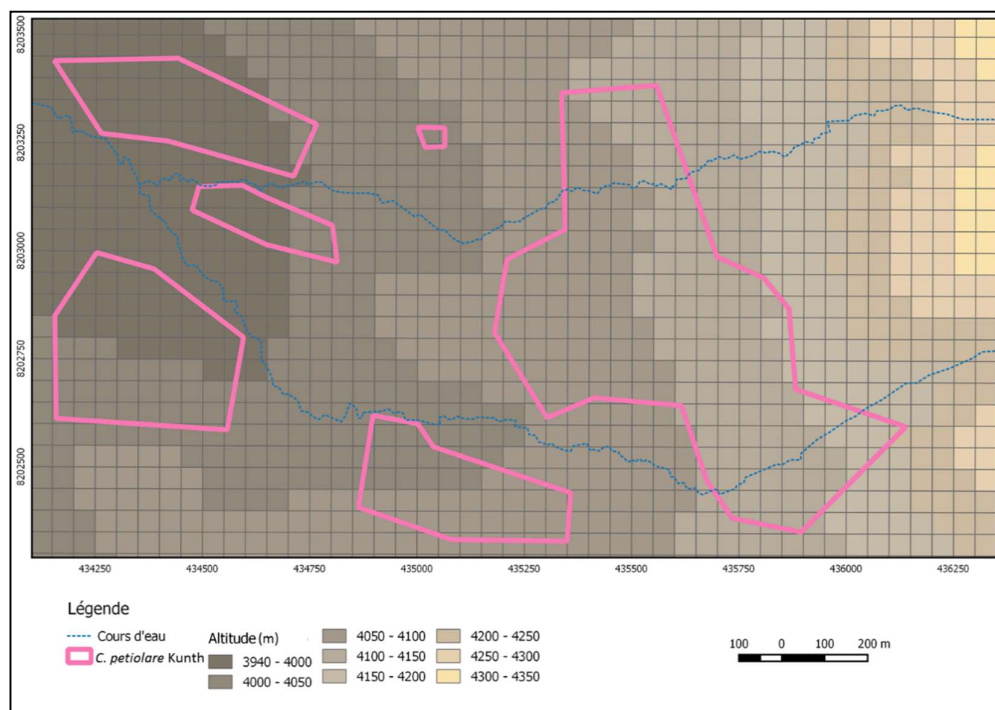 8203500
8203250
8203000
8202750
8202500
434250 434500 434750 435000 435250 435500 435750 436000 436250
Légende
Cours d'eau
C. petiolare Kunth
Altitude (m)
3940 - 4000
4000 - 4050
4050 - 4100
4100 - 4150
4150 - 4200
4200 - 4250
4250 - 4300
4300 - 4350
100 0 100 200 m